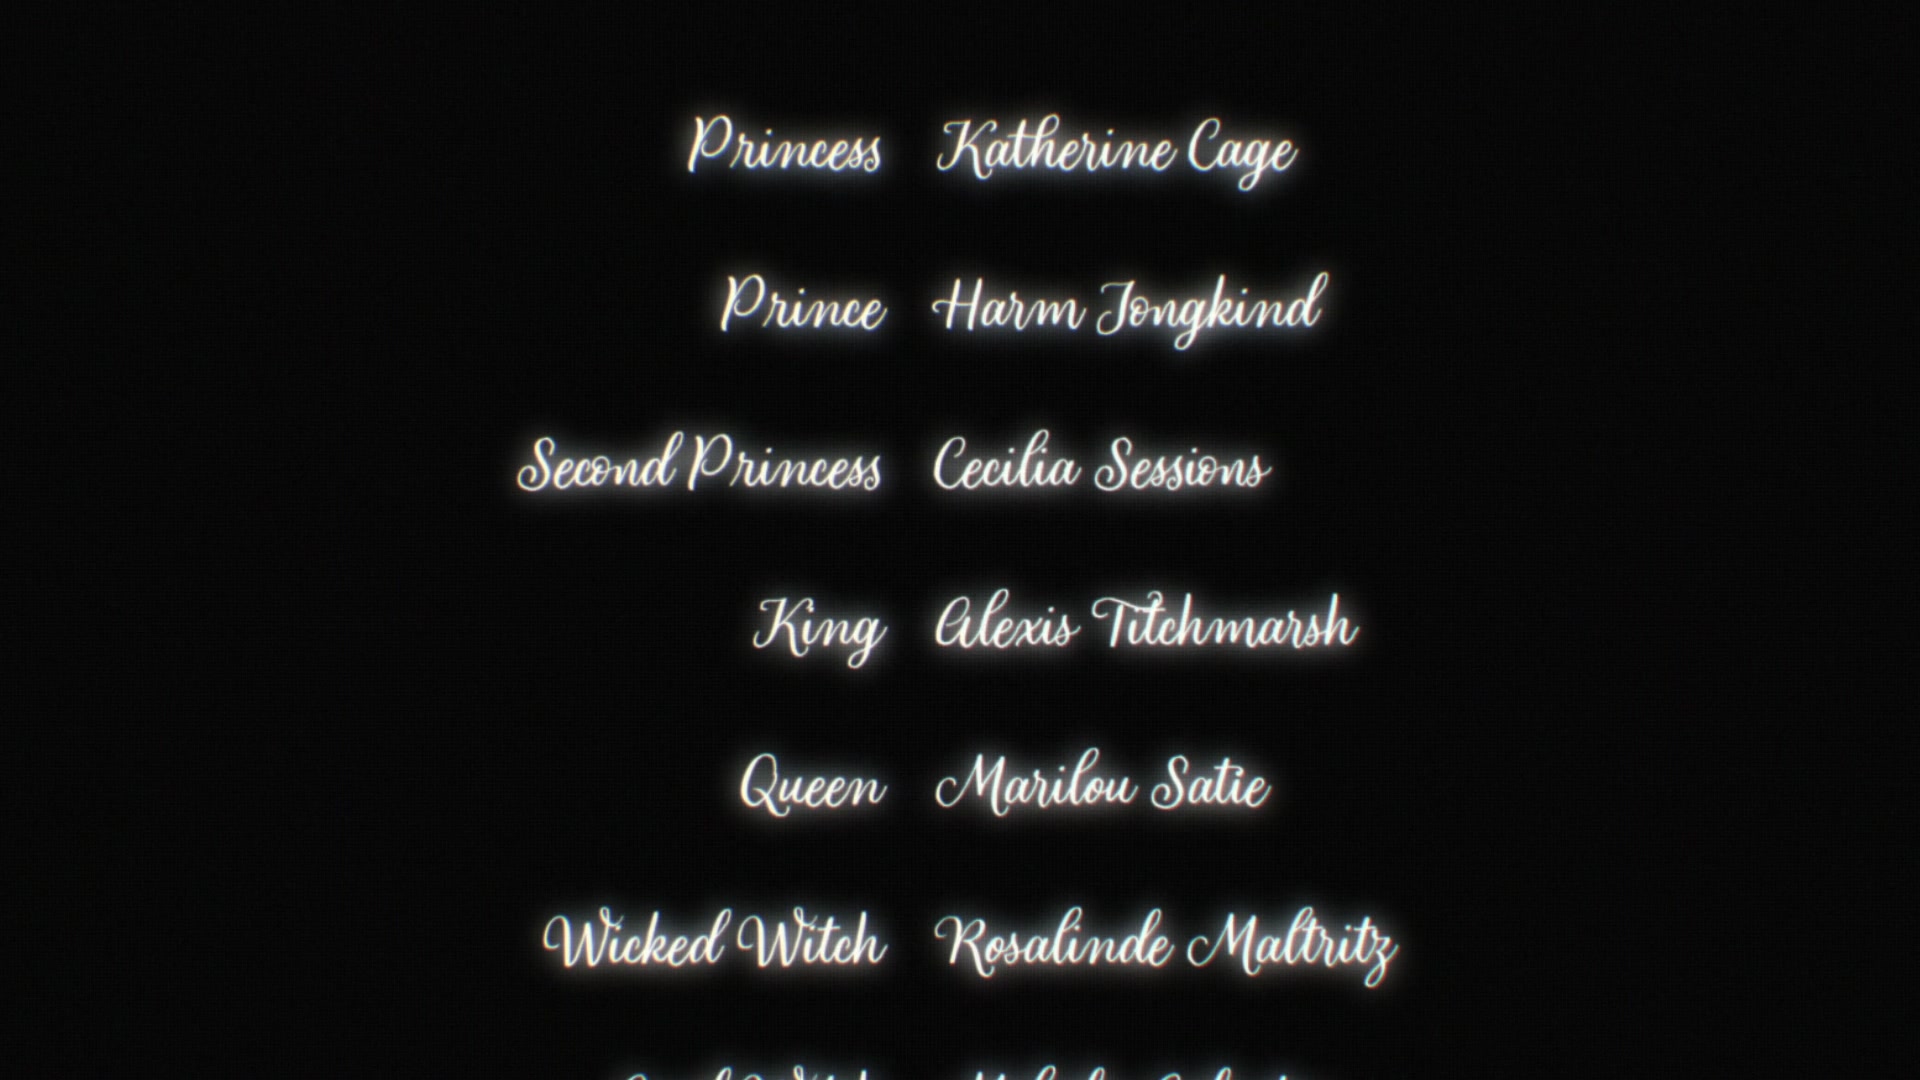 Princess Katherine Cage
Prince Harm Jongkind
Second Princess Cecilia Sessions
King Alexis Titchmarsh
Queen Marilou Satie
Wicked Witch Rosalinde Maltritz